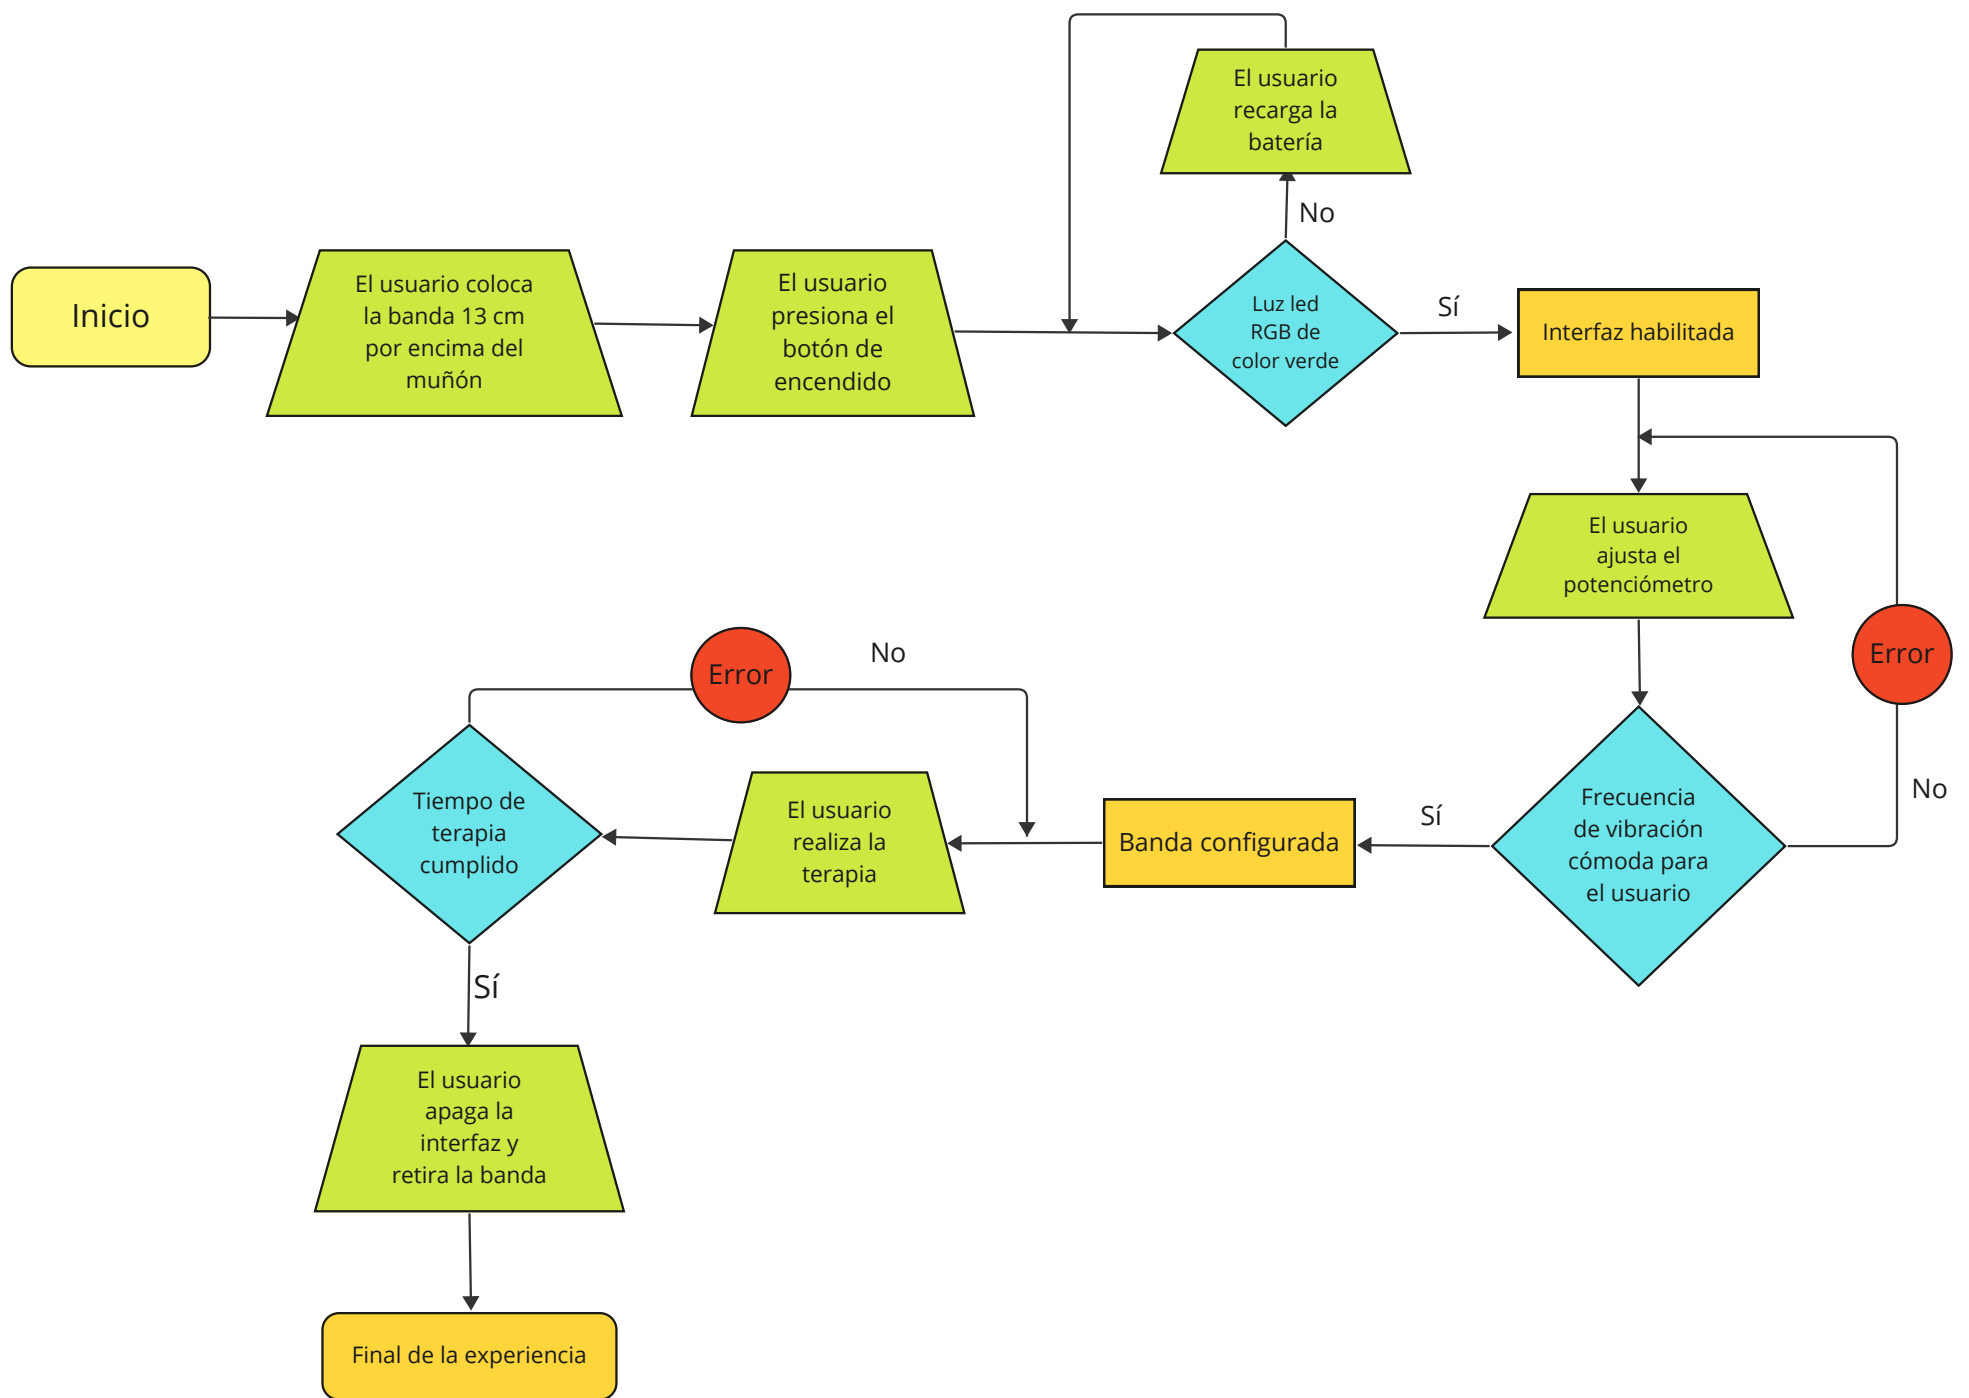 Inicio
El usuario coloca
la banda 13 cm
por encima del
muñón
El usuario
presiona el
botón de
encendido
El usuario
recarga la
batería
No
Luz led
RGB de
color verde
Sí
Interfaz habilitada
El usuario
ajusta el
potenciómetro
Error
No
Frecuencia
de vibración
cómoda para
el usuario
Sí
Banda configurada
El usuario
realiza la
terapia
No
Error
Tiempo de
terapia
cumplido
Sí
El usuario
apaga la
interfaz y
retira la banda
Final de la experiencia